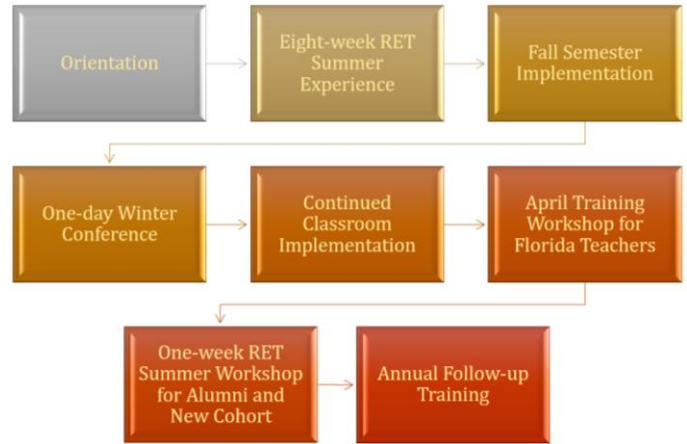 Orientation
Eight-week RET
Summer
Experience
Fall Semester
Implementation
One-day Winter
Conference
Continued
Classroom
Implementation
April Training
Workshop for
Florida Teachers
One-week RET
Summer Workshop
for Alumni and
New Cohort
Annual Follow-up
Training